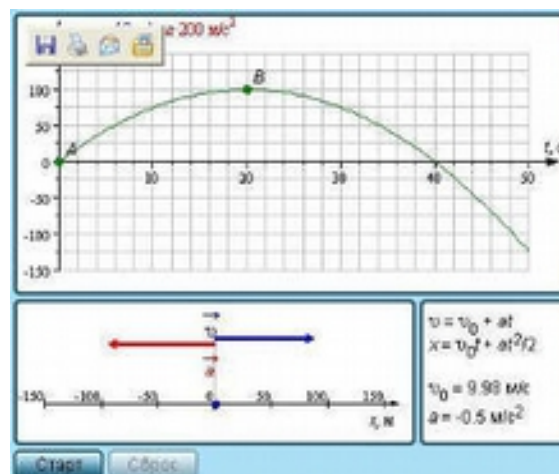 200 м/с²
B
100
50
A
0
10 20 30 40 50
t, с
-50
-100
-150
υ
a
-150 -100 -50 0 50 100 150
x, м
υ = υ₀ + at
x = υ₀t + at²/2
υ₀ = 9.98 м/с
a = -0.5 м/с²
Старт Сброс